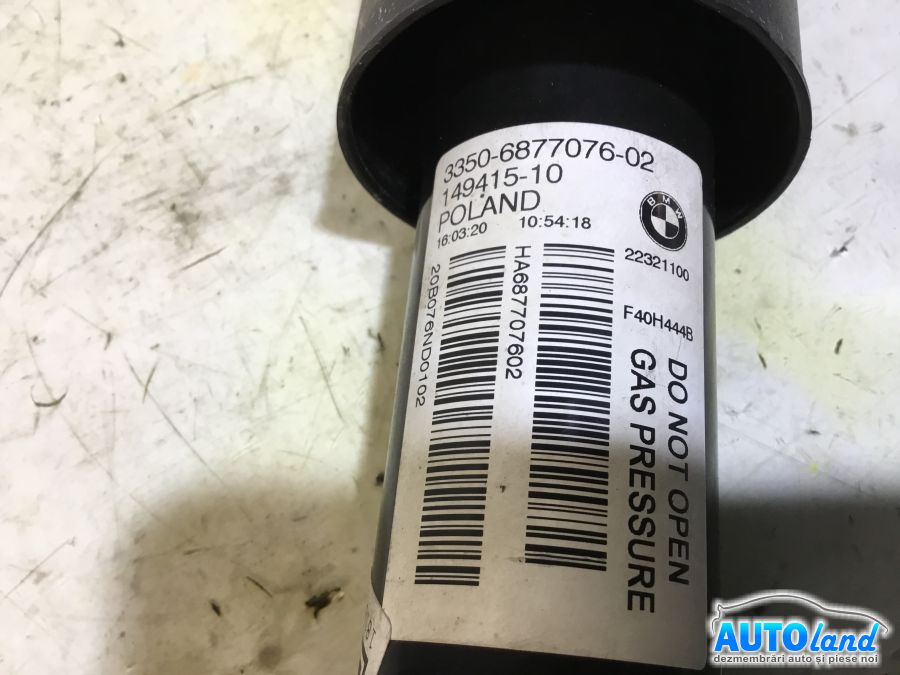 3350-6877076-02
149415-10
POLAND
16:03:20 10:54:18
BMW
22321100
F40H444B
HA687707602
20B076ND0102
DO NOT OPEN
GAS PRESSURE
AUTOland
dezmembrări auto și piese noi